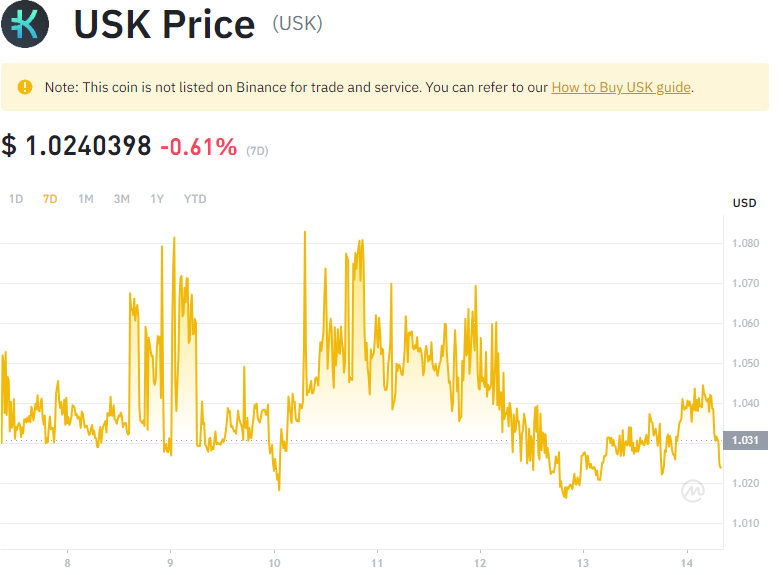 USK Price (USK)
Note: This coin is not listed on Binance for trade and service. You can refer to our How to Buy USK guide.
$ 1.0240398 -0.61% (7D)
1D 7D 1M 3M 1Y YTD
USD
1.080
1.070
1.060
1.050
1.040
1.031
1.020
1.010
8 9 10 11 12 13 14